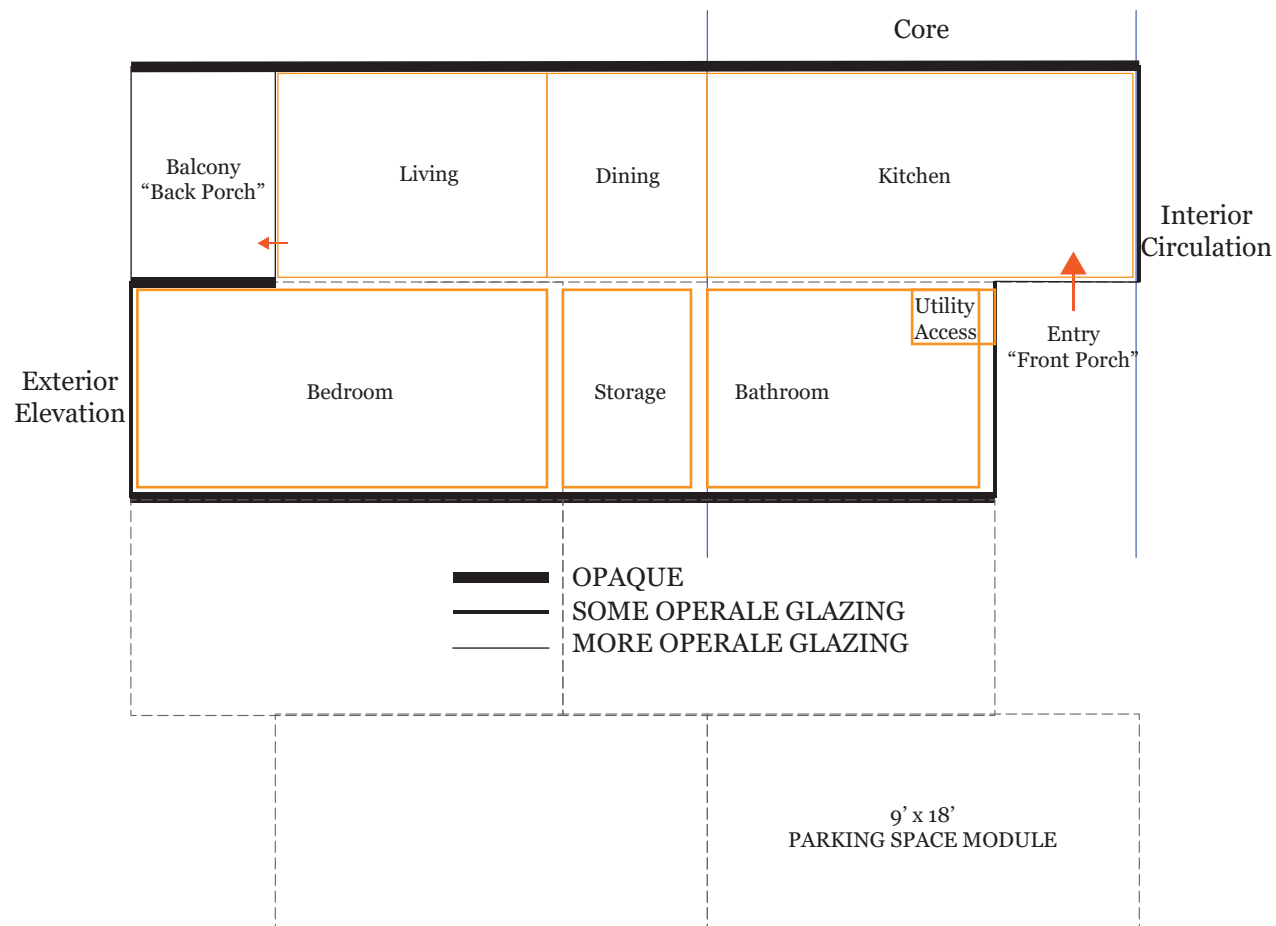 Core
Balcony
“Back Porch”
Living
Dining
Kitchen
Interior
Circulation
Utility
Access
Entry
“Front Porch”
Exterior
Elevation
Bedroom
Storage
Bathroom
OPAQUE
SOME OPERALE GLAZING
MORE OPERALE GLAZING
9’ x 18’
PARKING SPACE MODULE